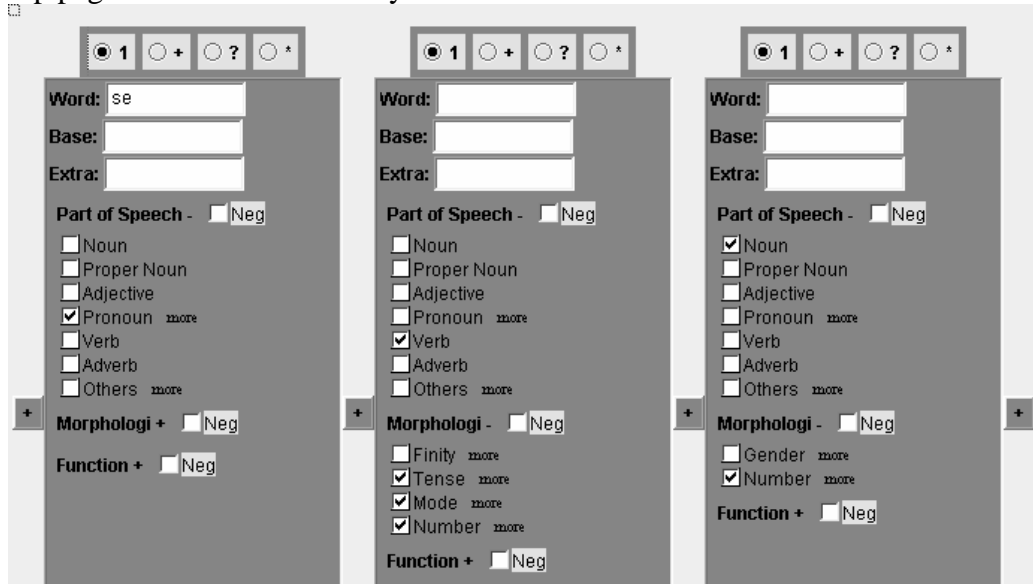 1 + ? *
Word: se
Base:
Extra:
Part of Speech - Neg
Noun
Proper Noun
Adjective
Pronoun more
Verb
Adverb
Others more
+
Morphologi + Neg
Function + Neg
1 + ? *
Word:
Base:
Extra:
Part of Speech - Neg
Noun
Proper Noun
Adjective
Pronoun more
Verb
Adverb
Others more
+
Morphologi - Neg
Finity more
Tense more
Mode more
Number more
Function + Neg
1 + ? *
Word:
Base:
Extra:
Part of Speech - Neg
Noun
Proper Noun
Adjective
Pronoun more
Verb
Adverb
Others more
+
Morphologi - Neg
Gender more
Number more
Function + Neg
+